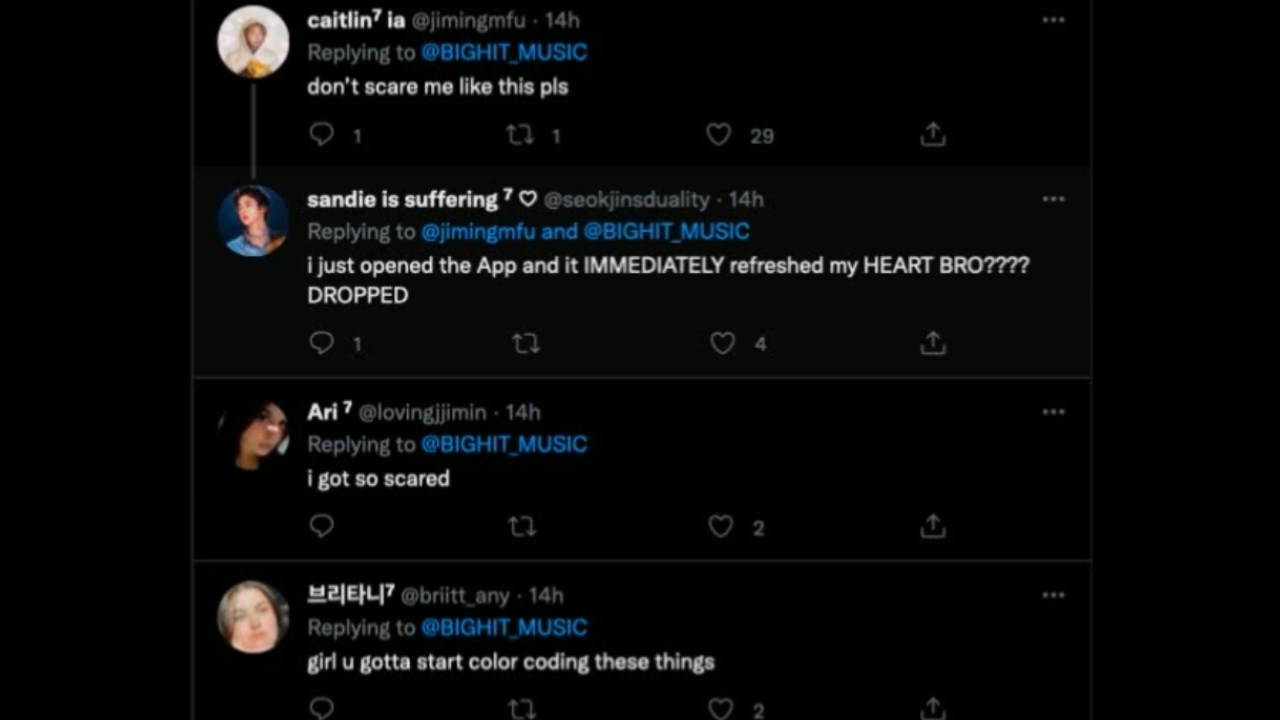 caitlin⁷ ia @jimingmfu · 14h
Replying to @BIGHIT_MUSIC
don't scare me like this pls
1 1 29
sandie is suffering ⁷ ♡ @seokjinsduality · 14h
Replying to @jimingmfu and @BIGHIT_MUSIC
i just opened the App and it IMMEDIATELY refreshed my HEART BRO????
DROPPED
1 4
Ari ⁷ @lovingjjimin · 14h
Replying to @BIGHIT_MUSIC
i got so scared
2
브리타니⁷ @briitt_any · 14h
Replying to @BIGHIT_MUSIC
girl u gotta start color coding these things
2